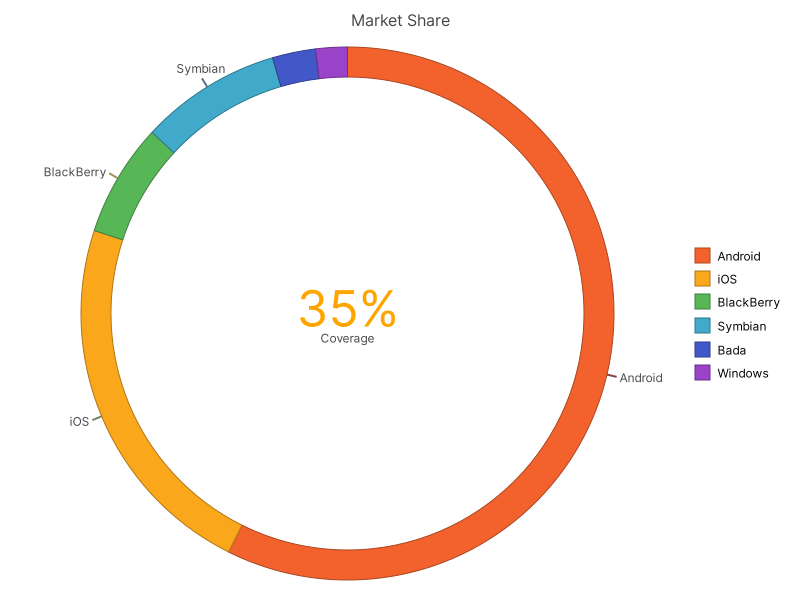 Market Share
Symbian
BlackBerry
35%
Coverage
Android
iOS
Android
iOS
BlackBerry
Symbian
Bada
Windows